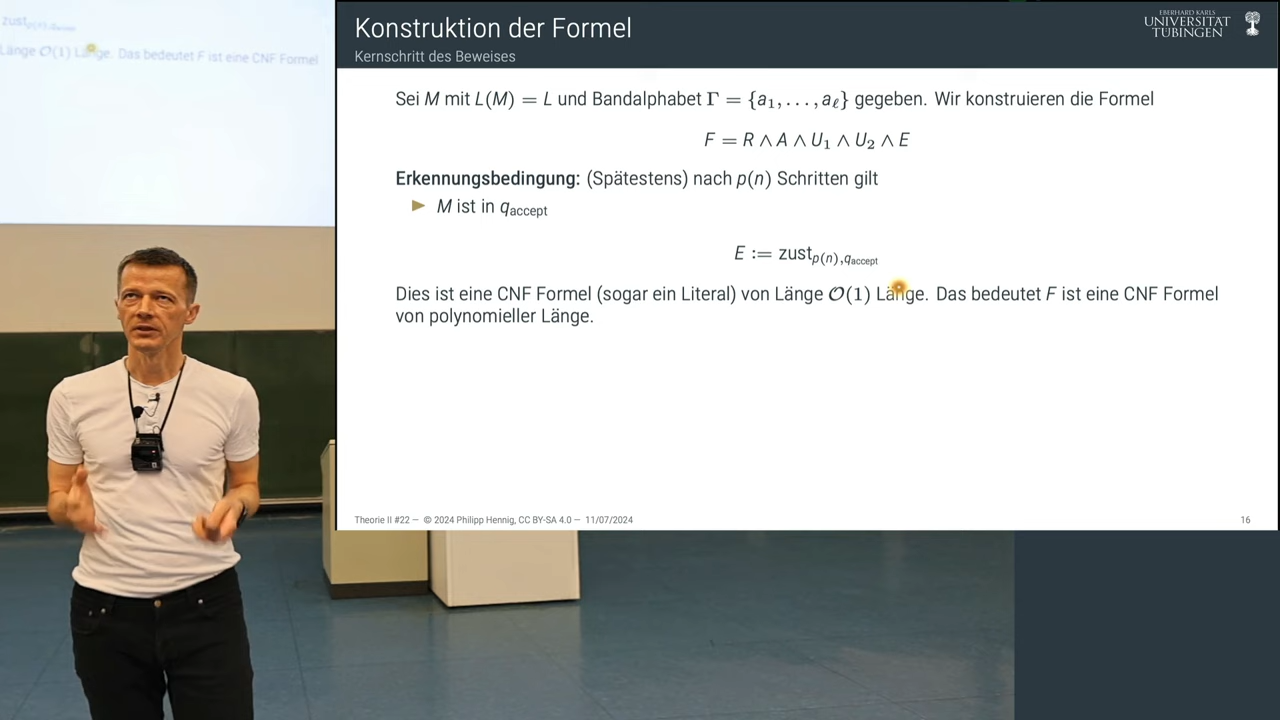 zust p(n),qaccept
Länge O(1) Länge. Das bedeutet F ist eine CNF Formel
Konstruktion der Formel
Kernschritt des Beweises
EBERHARD KARLS
UNIVERSITÄT
TÜBINGEN
Sei M mit L(M) = L und Bandalphabet Γ = {a₁, . . . , aℓ} gegeben. Wir konstruieren die Formel
F = R ∧ A ∧ U₁ ∧ U₂ ∧ E
Erkennungsbedingung: (Spätestens) nach p(n) Schritten gilt
▶ M ist in q_accept
E := zust_p(n),q_accept
Dies ist eine CNF Formel (sogar ein Literal) von Länge O(1) Länge. Das bedeutet F ist eine CNF Formel
von polynomieller Länge.
Theorie II #22 — © 2024 Philipp Hennig, CC BY-SA 4.0 — 11/07/2024
16